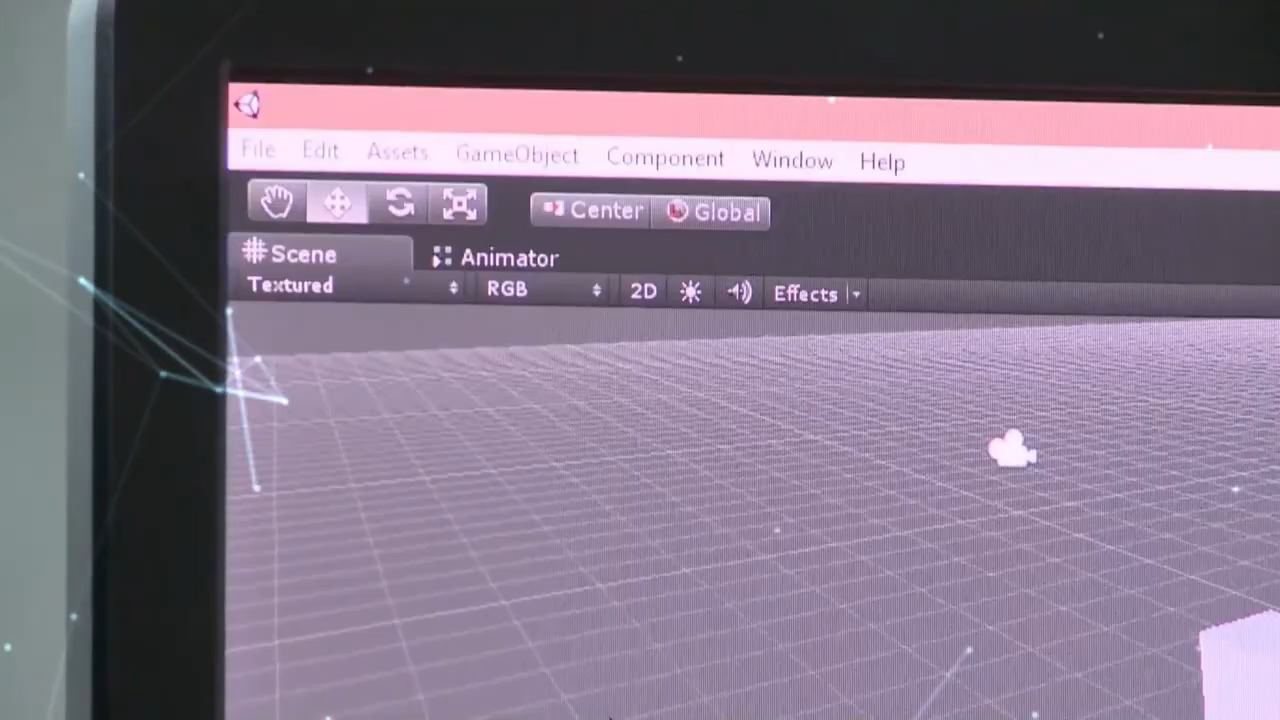 File Edit Assets GameObject Component Window Help
Center Global
Scene Animator
Textured RGB 2D Effects